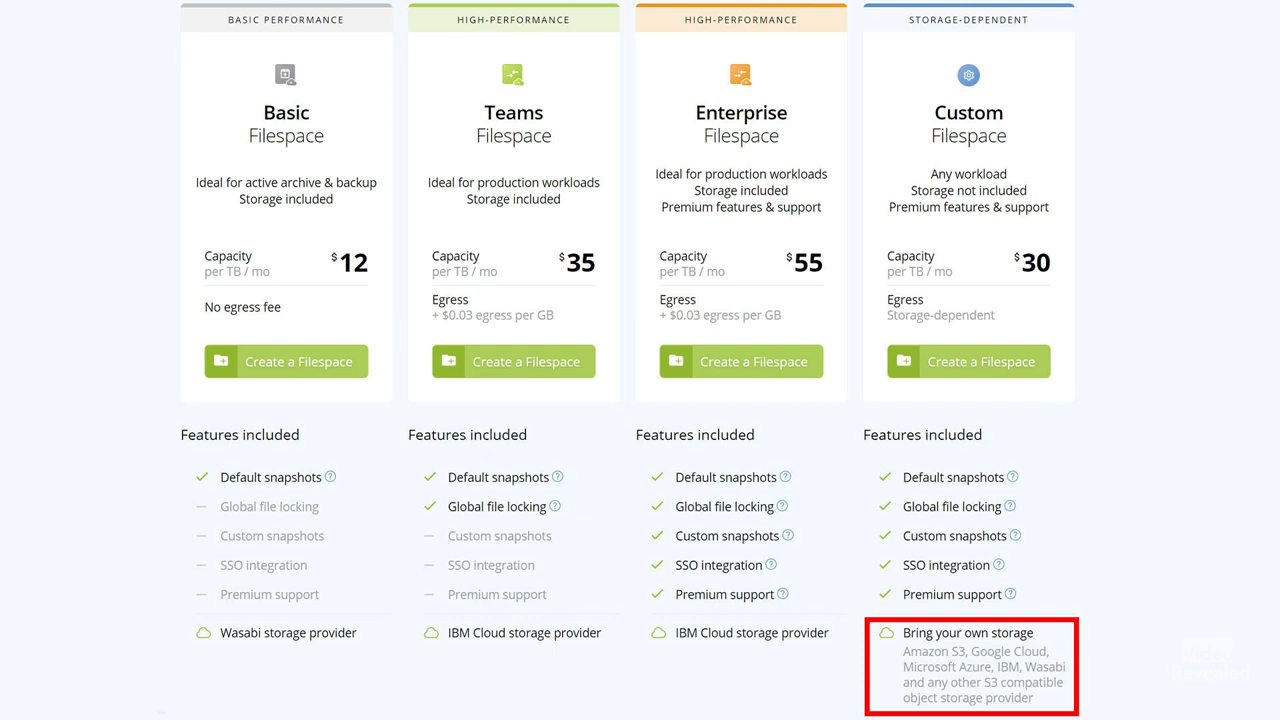 BASIC PERFORMANCE
Basic
Filespace
Ideal for active archive & backup
Storage included
Capacity
per TB / mo
$12
No egress fee
Create a Filespace
Features included
Default snapshots
Global file locking
Custom snapshots
SSO integration
Premium support
Wasabi storage provider
HIGH-PERFORMANCE
Teams
Filespace
Ideal for production workloads
Storage included
Capacity
per TB / mo
$35
Egress
+ $0.03 egress per GB
Create a Filespace
Features included
Default snapshots
Global file locking
Custom snapshots
SSO integration
Premium support
IBM Cloud storage provider
HIGH-PERFORMANCE
Enterprise
Filespace
Ideal for production workloads
Storage included
Premium features & support
Capacity
per TB / mo
$55
Egress
+ $0.03 egress per GB
Create a Filespace
Features included
Default snapshots
Global file locking
Custom snapshots
SSO integration
Premium support
IBM Cloud storage provider
STORAGE-DEPENDENT
Custom
Filespace
Any workload
Storage not included
Premium features & support
Capacity
per TB / mo
$30
Egress
Storage-dependent
Create a Filespace
Features included
Default snapshots
Global file locking
Custom snapshots
SSO integration
Premium support
Bring your own storage
Amazon S3, Google Cloud,
Microsoft Azure, IBM, Wasabi
and any other S3 compatible
object storage provider